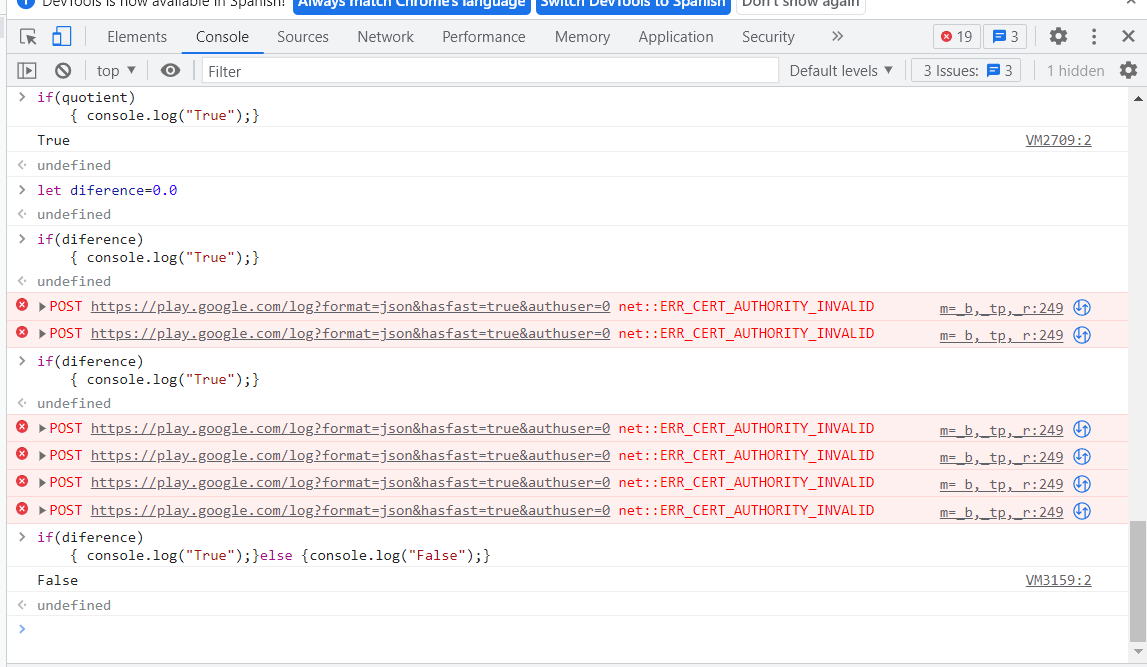 DevTools is now available in Spanish! Always match Chrome's language Switch DevTools to Spanish Don't show again
Elements Console Sources Network Performance Memory Application Security 19 3
top Filter Default levels 3 Issues: 3 1 hidden
if(quotient)
{ console.log("True");}
True VM2709:2
undefined
let diference=0.0
undefined
if(diference)
{ console.log("True");}
undefined
POST https://play.google.com/log?format=json&hasfast=true&authuser=0 net::ERR_CERT_AUTHORITY_INVALID m=_b,_tp,_r:249
POST https://play.google.com/log?format=json&hasfast=true&authuser=0 net::ERR_CERT_AUTHORITY_INVALID m=_b,_tp,_r:249
if(diference)
{ console.log("True");}
undefined
POST https://play.google.com/log?format=json&hasfast=true&authuser=0 net::ERR_CERT_AUTHORITY_INVALID m=_b,_tp,_r:249
POST https://play.google.com/log?format=json&hasfast=true&authuser=0 net::ERR_CERT_AUTHORITY_INVALID m=_b,_tp,_r:249
POST https://play.google.com/log?format=json&hasfast=true&authuser=0 net::ERR_CERT_AUTHORITY_INVALID m=_b,_tp,_r:249
POST https://play.google.com/log?format=json&hasfast=true&authuser=0 net::ERR_CERT_AUTHORITY_INVALID m=_b,_tp,_r:249
if(diference)
{ console.log("True");}else {console.log("False");}
False VM3159:2
undefined